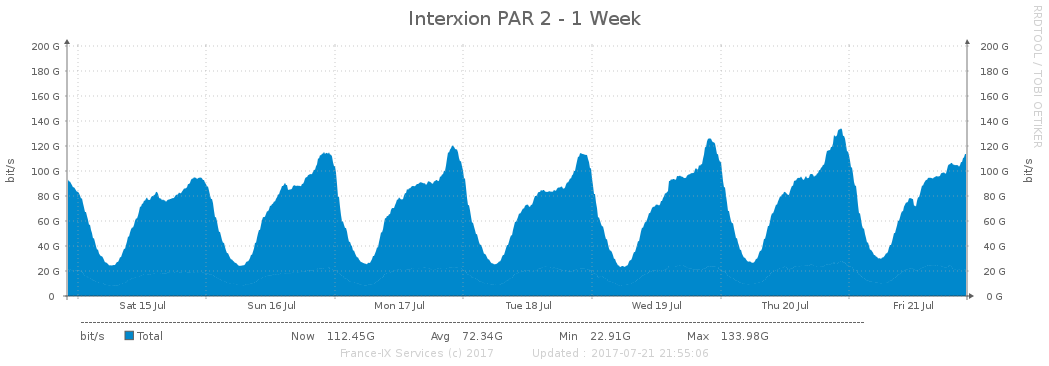 Interxion PAR 2 - 1 Week
RRDTOOL / TOBI OETIKER
bit/s
200 G 200 G
180 G 180 G
160 G 160 G
140 G 140 G
120 G 120 G
100 G 100 G
80 G 80 G
60 G 60 G
40 G 40 G
20 G 20 G
0 0 G
bit/s
Sat 15 Jul Sun 16 Jul Mon 17 Jul Tue 18 Jul Wed 19 Jul Thu 20 Jul Fri 21 Jul
bit/s Total Now 112.45G Avg 72.34G Min 22.91G Max 133.98G
France-IX Services (c) 2017 Updated : 2017-07-21 21:55:06